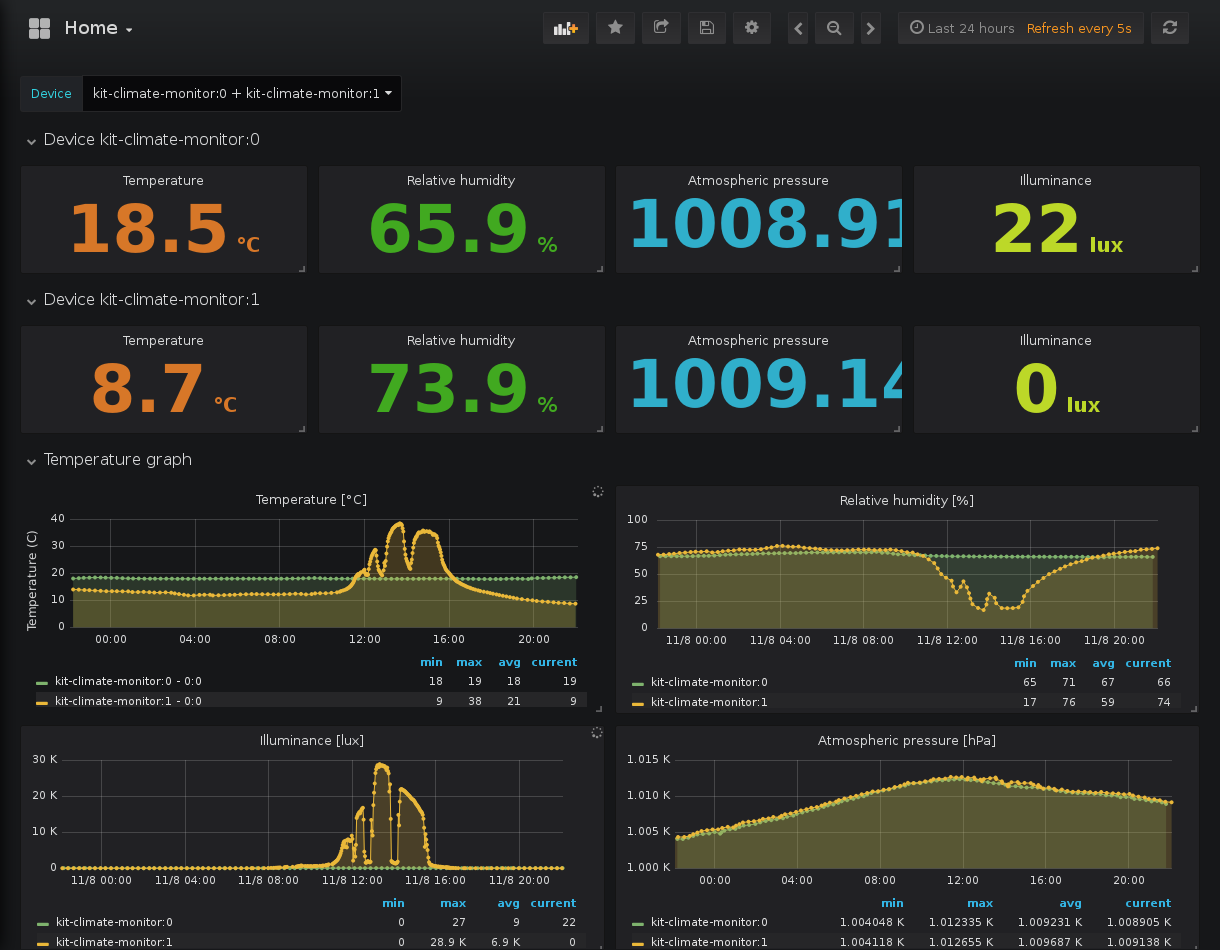 Home
Last 24 hours Refresh every 5s
Device kit-climate-monitor:0 + kit-climate-monitor:1
Device kit-climate-monitor:0
Temperature Relative humidity Atmospheric pressure Illuminance
18.5 °C 65.9 % 1008.91 22 lux
Device kit-climate-monitor:1
Temperature Relative humidity Atmospheric pressure Illuminance
8.7 °C 73.9 % 1009.14 0 lux
Temperature graph
Temperature [°C]
Temperature (C)
40
30
20
10
0
00:00 04:00 08:00 12:00 16:00 20:00
min max avg current
kit-climate-monitor:0 - 0:0 18 19 18 19
kit-climate-monitor:1 - 0:0 9 38 21 9
Relative humidity [%]
100
75
50
25
0
11/8 00:00 11/8 04:00 11/8 08:00 11/8 12:00 11/8 16:00 11/8 20:00
min max avg current
kit-climate-monitor:0 65 71 67 66
kit-climate-monitor:1 17 76 59 74
Illuminance [lux]
30 K
20 K
10 K
0
11/8 00:00 11/8 04:00 11/8 08:00 11/8 12:00 11/8 16:00 11/8 20:00
min max avg current
kit-climate-monitor:0 0 27 9 22
kit-climate-monitor:1 0 28.9 K 6.9 K 0
Atmospheric pressure [hPa]
1.015 K
1.010 K
1.005 K
1.000 K
00:00 04:00 08:00 12:00 16:00 20:00
min max avg current
kit-climate-monitor:0 1.004048 K 1.012335 K 1.009231 K 1.008905 K
kit-climate-monitor:1 1.004118 K 1.012655 K 1.009687 K 1.009138 K